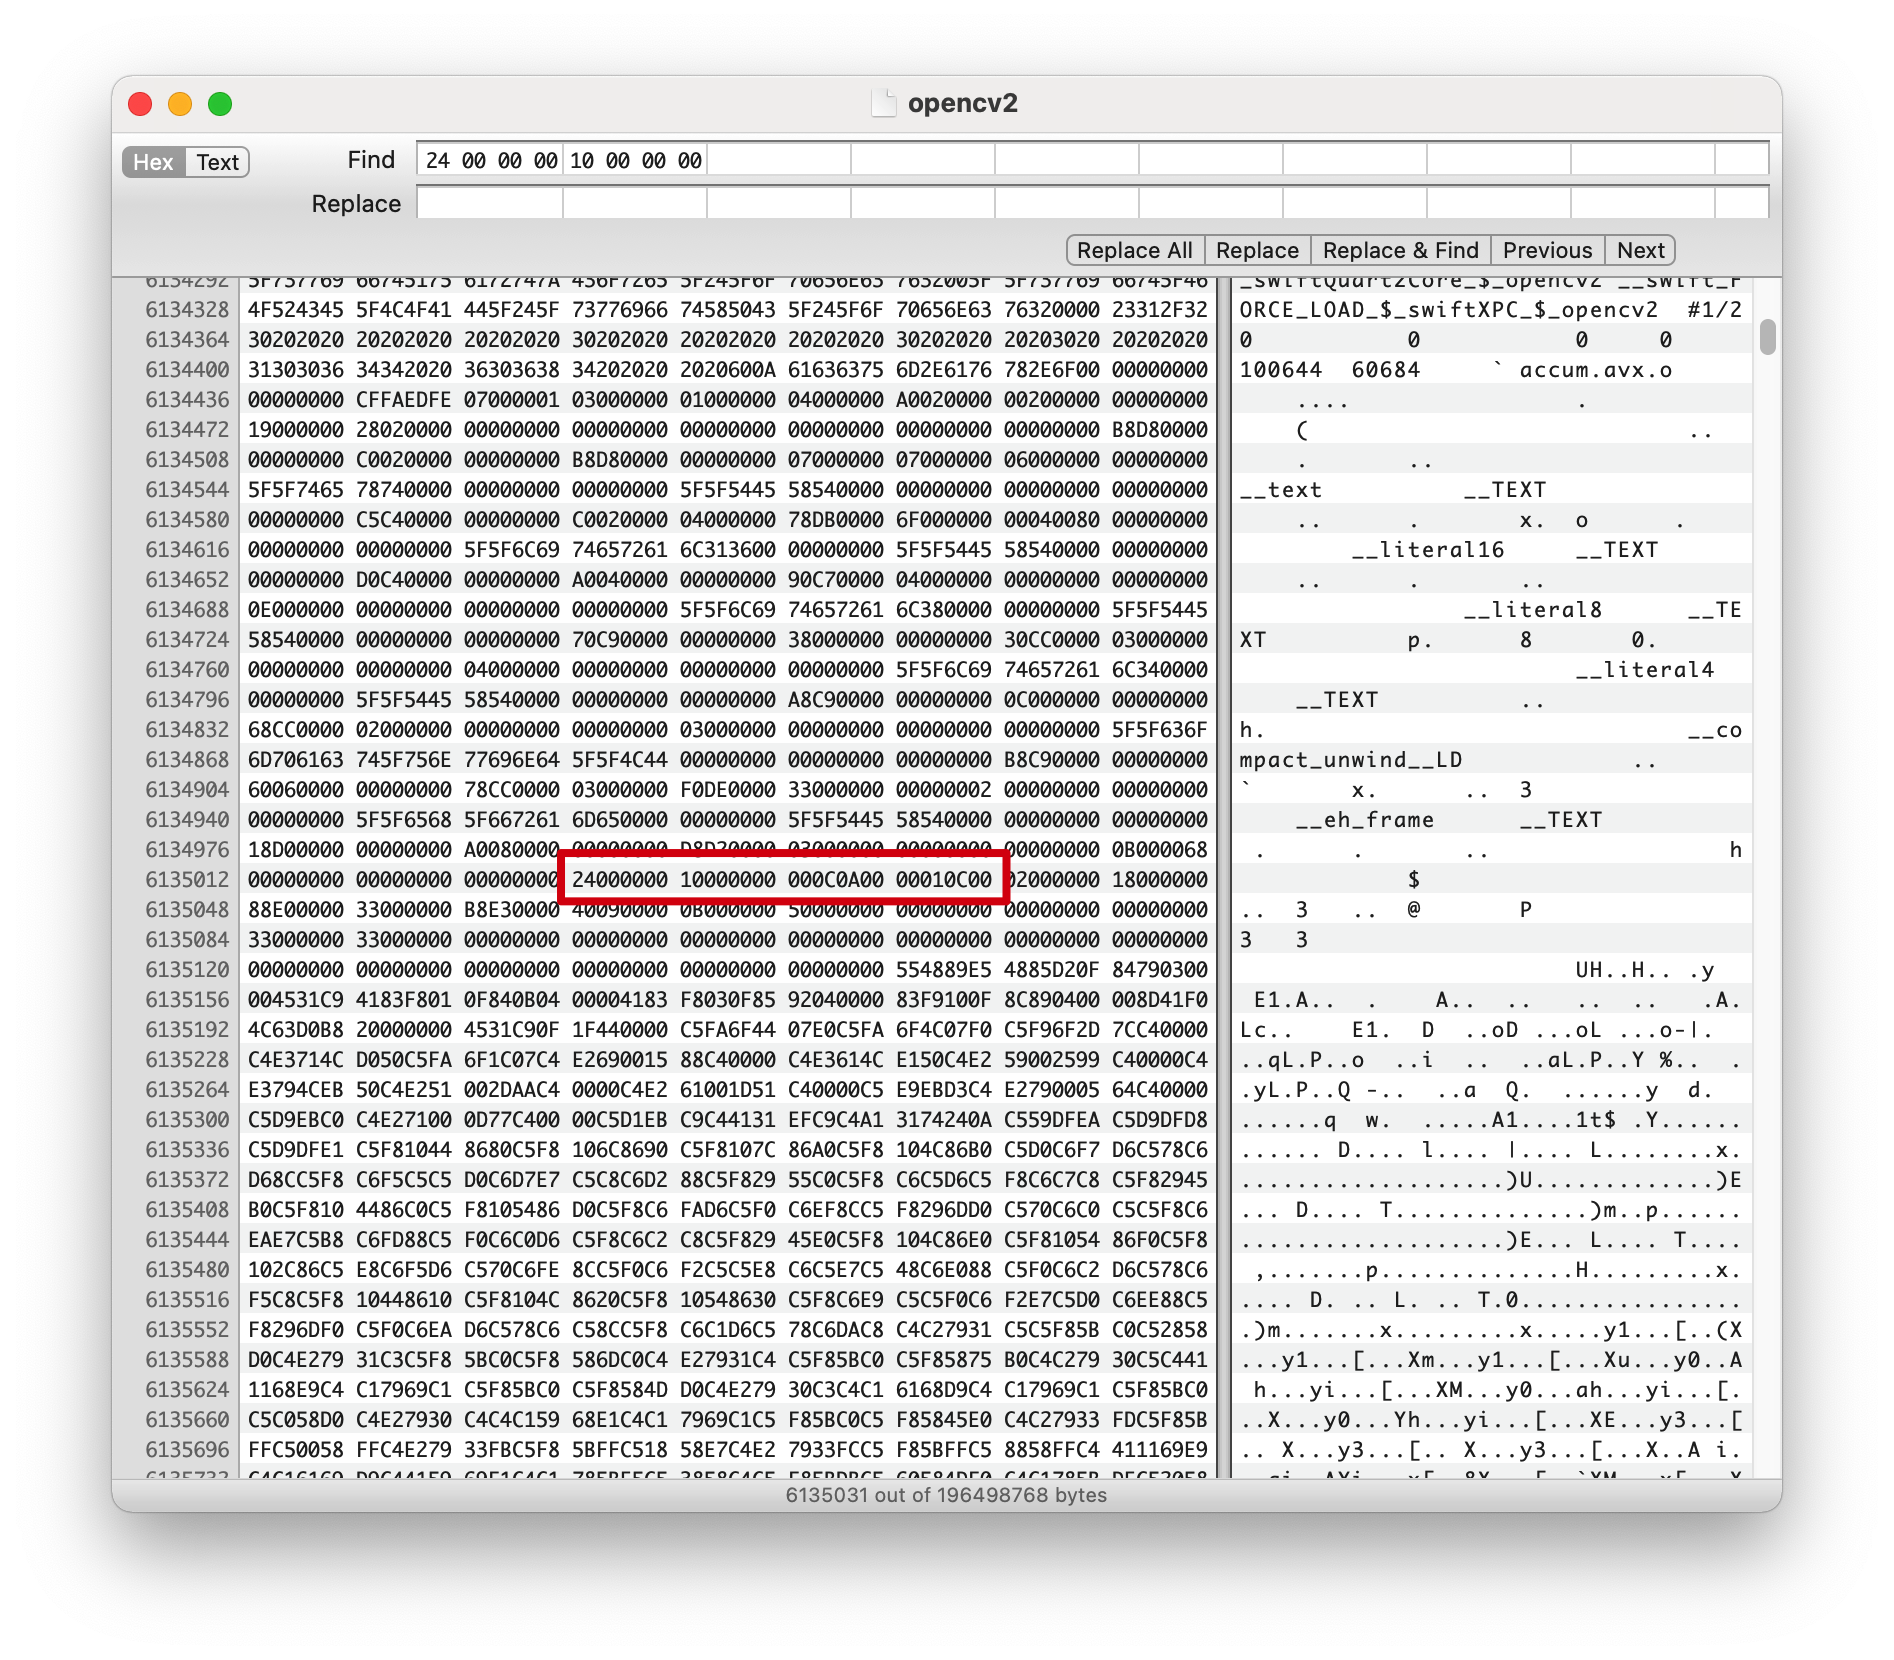 opencv2
Hex Text Find 24 00 00 00 10 00 00 00
Replace
Replace All Replace Replace & Find Previous Next
6134292 5F737769 66745175 6172747A 436F7265 5F245F6F 70656E63 7632005F 5F737769 66745F46 _swiftQuartzCore_$_opencv2 __swift_F
6134328 4F524345 5F4C4F41 445F245F 73776966 74585043 5F245F6F 70656E63 76320000 23312F32 ORCE_LOAD_$_swiftXPC_$_opencv2 #1/2
6134364 30202020 20202020 20202020 30202020 20202020 20202020 30202020 20203020 20202020 0 0 0 0
6134400 31303036 34342020 36303638 34202020 2020600A 61636375 6D2E6176 782E6F00 00000000 100644 60684 ` accum.avx.o
6134436 00000000 CFFAEDFE 07000001 03000000 01000000 04000000 A0020000 00200000 00000000 .... .
6134472 19000000 28020000 00000000 00000000 00000000 00000000 00000000 00000000 B8D80000 ( ..
6134508 00000000 C0020000 00000000 B8D80000 00000000 07000000 07000000 06000000 00000000 . ..
6134544 5F5F7465 78740000 00000000 00000000 5F5F5445 58540000 00000000 00000000 00000000 __text __TEXT
6134580 00000000 C5C40000 00000000 C0020000 04000000 78DB0000 6F000000 00040080 00000000 .. . x. o .
6134616 00000000 00000000 5F5F6C69 74657261 6C313600 00000000 5F5F5445 58540000 00000000 __literal16 __TEXT
6134652 00000000 D0C40000 00000000 A0040000 00000000 90C70000 04000000 00000000 00000000 .. . ..
6134688 0E000000 00000000 00000000 00000000 5F5F6C69 74657261 6C380000 00000000 5F5F5445 __literal8 __TE
6134724 58540000 00000000 00000000 70C90000 00000000 38000000 00000000 30CC0000 03000000 XT p. 8 0.
6134760 00000000 00000000 04000000 00000000 00000000 00000000 5F5F6C69 74657261 6C340000 __literal4
6134796 00000000 5F5F5445 58540000 00000000 00000000 A8C90000 00000000 0C000000 00000000 __TEXT ..
6134832 68CC0000 02000000 00000000 00000000 03000000 00000000 00000000 00000000 5F5F636F h. __co
6134868 6D706163 745F756E 77696E64 5F5F4C44 00000000 00000000 00000000 B8C90000 00000000 mpact_unwind__LD ..
6134904 60060000 00000000 78CC0000 03000000 F0DE0000 33000000 00000002 00000000 00000000 ` x. .. 3
6134940 00000000 5F5F6568 5F667261 6D650000 00000000 5F5F5445 58540000 00000000 00000000 __eh_frame __TEXT
6134976 18D00000 00000000 A0080000 00000000 D8D20000 03000000 00000000 00000000 0B000068 . . .. h
6135012 00000000 00000000 00000000 24000000 10000000 000C0A00 00010C00 02000000 18000000 $
6135048 88E00000 33000000 B8E30000 40090000 0B000000 50000000 00000000 00000000 00000000 .. 3 .. @ P
6135084 33000000 33000000 00000000 00000000 00000000 00000000 00000000 00000000 00000000 3 3
6135120 00000000 00000000 00000000 00000000 00000000 00000000 554889E5 4885D20F 84790300 UH..H.. .y
6135156 004531C9 4183F801 0F840B04 00004183 F8030F85 92040000 83F9100F 8C890400 008D41F0 E1.A.. . A.. .. .. .. .A.
6135192 4C63D0B8 20000000 4531C90F 1F440000 C5FA6F44 07E0C5FA 6F4C07F0 C5F96F2D 7CC40000 Lc.. E1. D ..oD ...oL ...o-|.
6135228 C4E3714C D050C5FA 6F1C07C4 E2690015 88C40000 C4E3614C E150C4E2 59002599 C40000C4 ..qL.P..o ..i .. ..aL.P..Y %.. .
6135264 E3794CEB 50C4E251 002DAAC4 0000C4E2 61001D51 C40000C5 E9EBD3C4 E2790005 64C40000 .yL.P..Q -.. ..a Q. ......y d.
6135300 C5D9EBC0 C4E27100 0D77C400 00C5D1EB C9C44131 EFC9C4A1 3174240A C559DFEA C5D9DFD8 ......q w. .....A1....1t$ .Y......
6135336 C5D9DFE1 C5F81044 8680C5F8 106C8690 C5F8107C 86A0C5F8 104C86B0 C5D0C6F7 D6C578C6 ...... D.... l.... |.... L........x.
6135372 D68CC5F8 C6F5C5C5 D0C6D7E7 C5C8C6D2 88C5F829 55C0C5F8 C6C5D6C5 F8C6C7C8 C5F82945 ...................)U.............)E
6135408 B0C5F810 4486C0C5 F8105486 D0C5F8C6 FAD6C5F0 C6EF8CC5 F8296DD0 C570C6C0 C5C5F8C6 ... D.... T..............)m..p......
6135444 EAE7C5B8 C6FD88C5 F0C6C0D6 C5F8C6C2 C8C5F829 45E0C5F8 104C86E0 C5F81054 86F0C5F8 ...................)E... L.... T....
6135480 102C86C5 E8C6F5D6 C570C6FE 8CC5F0C6 F2C5C5E8 C6C5E7C5 48C6E088 C5F0C6C2 D6C578C6 ,.......p..............H.........x.
6135516 F5C8C5F8 10448610 C5F8104C 8620C5F8 10548630 C5F8C6E9 C5C5F0C6 F2E7C5D0 C6EE88C5 .... D. .. L. .. T.0................
6135552 F8296DF0 C5F0C6EA D6C578C6 C58CC5F8 C6C1D6C5 78C6DAC8 C4C27931 C5C5F85B C0C52858 .)m.......x.........x.....y1...[..(X
6135588 D0C4E279 31C3C5F8 5BC0C5F8 586DC0C4 E27931C4 C5F85BC0 C5F85875 B0C4C279 30C5C441 ...y1...[...Xm...y1...[...Xu...y0..A
6135624 1168E9C4 C17969C1 C5F85BC0 C5F8584D D0C4E279 30C3C4C1 6168D9C4 C17969C1 C5F85BC0 h...yi...[...XM...y0...ah...yi...[.
6135660 C5C058D0 C4E27930 C4C4C159 68E1C4C1 7969C1C5 F85BC0C5 F85845E0 C4C27933 FDC5F85B ..X...y0...Yh...yi...[...XE...y3...[
6135696 FFC50058 FFC4E279 33FBC5F8 5BFFC518 58E7C4E2 7933FCC5 F85BFFC5 8858FFC4 411169E9 .. X...y3...[.. X...y3...[...X..A i.
6135031 out of 196498768 bytes